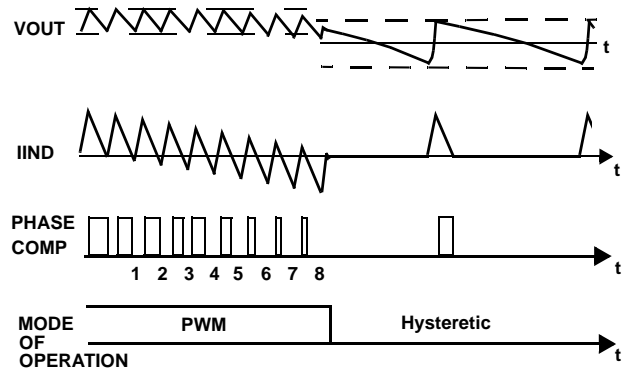 VOUT
t
IIND
t
PHASE
COMP
t
1 2 3 4 5 6 7 8
MODE
OF
OPERATION
PWM
Hysteretic
t